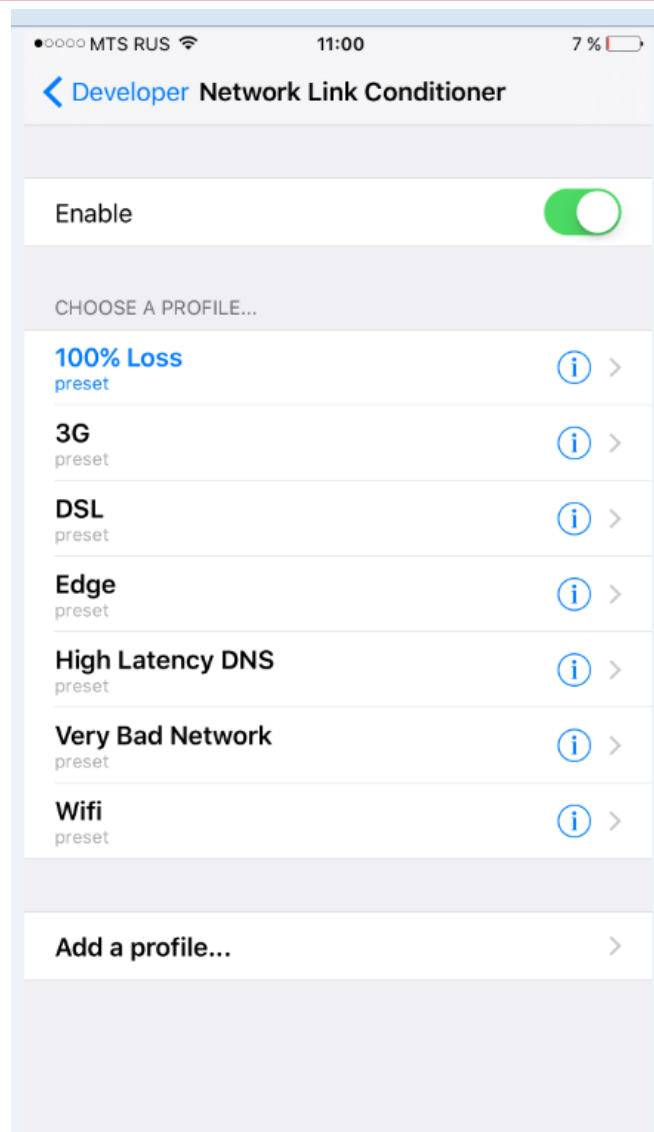 MTS RUS 11:00 7 %
Developer Network Link Conditioner
Enable
CHOOSE A PROFILE...
100% Loss
preset
3G
preset
DSL
preset
Edge
preset
High Latency DNS
preset
Very Bad Network
preset
Wifi
preset
Add a profile...